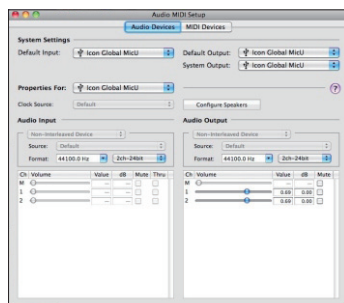 Audio MIDI Setup
Audio Devices MIDI Devices
System Settings
Default Input: Icon Global MicU
Default Output: Icon Global MicU
System Output: Icon Global MicU
Properties For: Icon Global MicU
?
Clock Source: Default
Configure Speakers
Audio Input
Audio Output
Non-Interleaved Device
Non-Interleaved Device
Source: Default
Source: Default
Format: 44100.0 Hz 2ch-24bit
Format: 44100.0 Hz 2ch-24bit
Ch Volume Value dB Mute Thru
Ch Volume Value dB Mute
M -- --
M -- --
1 -- --
1 0.69 0.00
2 -- --
2 0.69 0.00